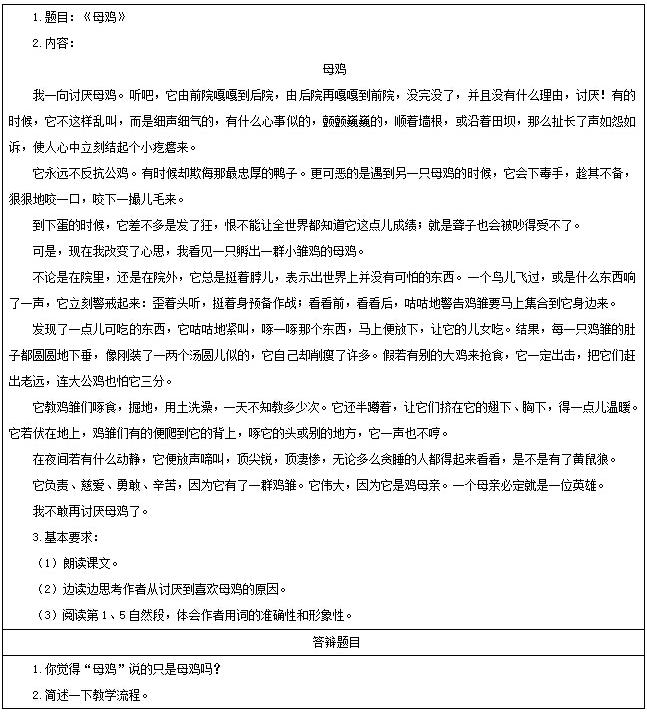 1.题目：《母鸡》
2.内容：
母鸡
我一向讨厌母鸡。听吧，它由前院嘎嘎到后院，由后院再嘎嘎到前院，没完没了，并且没有什么理由，讨厌！有的
时候，它不这样乱叫，而是细声细气的，有什么心事似的，颤颤巍巍的，顺着墙根，或沿着田坝，那么扯长了声如怨如
诉，使人心中立刻结起个小疙瘩来。
它永远不反抗公鸡。有时候却欺侮那最忠厚的鸭子。更可恶的是遇到另一只母鸡的时候，它会下毒手，趁其不备，
狠狠地咬一口，咬下一撮儿毛来。
到下蛋的时候，它差不多是发了狂，恨不能让全世界都知道它这点儿成绩；就是聋子也会被吵得受不了。
可是，现在我改变了心思，我看见一只孵出一群小雏鸡的母鸡。
不论是在院里，还是在院外，它总是挺着脖儿，表示出世界上并没有可怕的东西。一个鸟儿飞过，或是什么东西响
了一声，它立刻警戒起来：歪着头听，挺着身预备作战；看看前，看看后，咕咕地警告鸡雏要马上集合到它身边来。
发现了一点儿可吃的东西，它咕咕地紧叫，啄一啄那个东西，马上便放下，让它的儿女吃。结果，每一只鸡雏的肚
子都圆圆地下垂，像刚装了一两个汤圆儿似的，它自己却削瘦了许多。假若有别的大鸡来抢食，它一定出击，把它们赶
出老远，连大公鸡也怕它三分。
它教鸡雏们啄食，掘地，用土洗澡，一天不知教多少次。它还半蹲着，让它们挤在它的翅下、胸下，得一点儿温暖。
它若伏在地上，鸡雏们有的便爬到它的背上，啄它的头或别的地方，它一声也不哼。
在夜间若有什么动静，它便放声啼叫，顶尖锐，顶凄惨，无论多么贪睡的人都得起来看看，是不是有了黄鼠狼。
它负责、慈爱、勇敢、辛苦，因为它有了一群鸡雏。它伟大，因为它是鸡母亲。一个母亲必定就是一位英雄。
我不敢再讨厌母鸡了。
3.基本要求：
（1）朗读课文。
（2）边读边思考作者从讨厌到喜欢母鸡的原因。
（3）阅读第1、5自然段，体会作者用词的准确性和形象性。
答辩题目
1.你觉得“母鸡”说的只是母鸡吗？
2.简述一下教学流程。